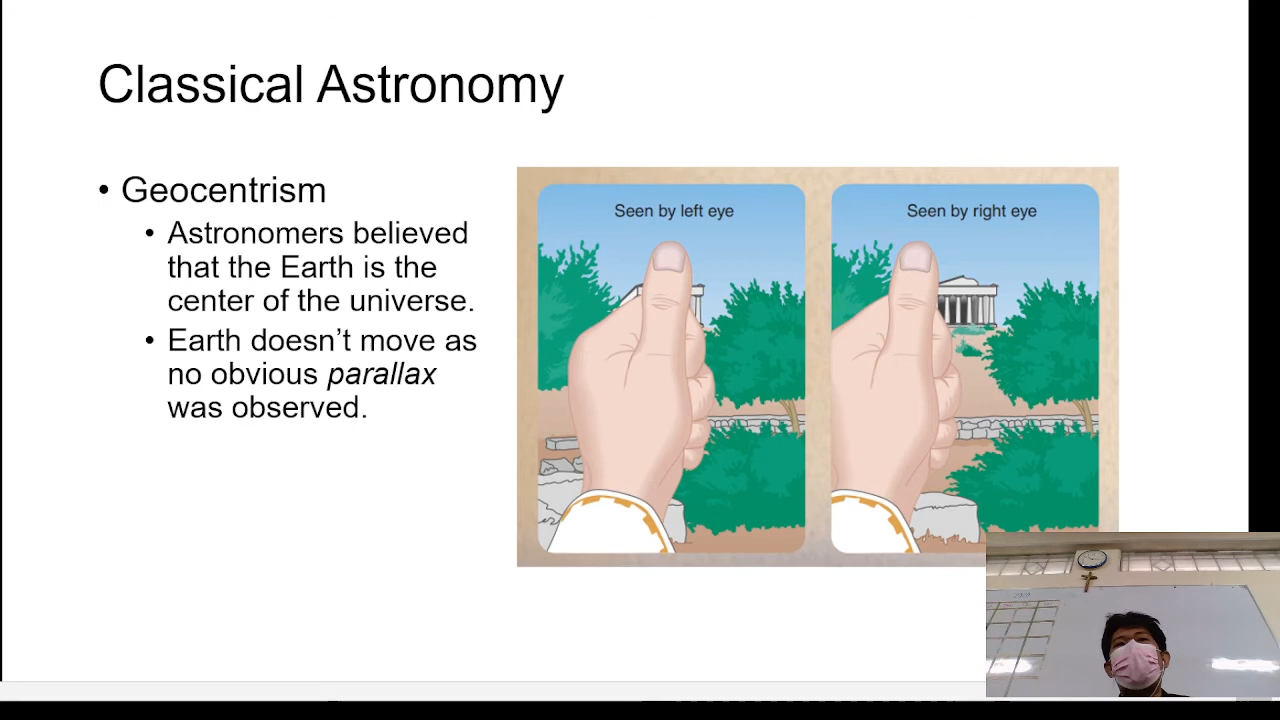 Classical Astronomy
• Geocentrism
• Astronomers believed
that the Earth is the
center of the universe.
• Earth doesn’t move as
no obvious parallax
was observed.
Seen by left eye
Seen by right eye